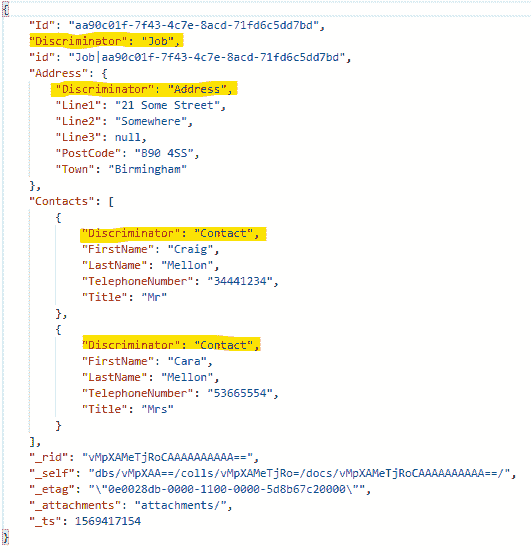 {
"Id": "aa90c01f-7f43-4c7e-8acd-71fd6c5dd7bd",
"Discriminator": "Job",
"id": "Job|aa90c01f-7f43-4c7e-8acd-71fd6c5dd7bd",
"Address": {
"Discriminator": "Address",
"Line1": "21 Some Street",
"Line2": "Somewhere",
"Line3": null,
"PostCode": "B90 4SS",
"Town": "Birmingham"
},
"Contacts": [
{
"Discriminator": "Contact",
"FirstName": "Craig",
"LastName": "Mellon",
"TelephoneNumber": "34441234",
"Title": "Mr"
},
{
"Discriminator": "Contact",
"FirstName": "Cara",
"LastName": "Mellon",
"TelephoneNumber": "53665554",
"Title": "Mrs"
}
],
"_rid": "vMpXAMeTjRoCAAAAAAAAAA==",
"_self": "dbs/vMpXAA==/colls/vMpXAMeTjRo=/docs/vMpXAMeTjRoCAAAAAAAAAA==/",
"_etag": "\"0e0028db-0000-1100-0000-5d8b67c20000\"",
"_attachments": "attachments/",
"_ts": 1569417154
}